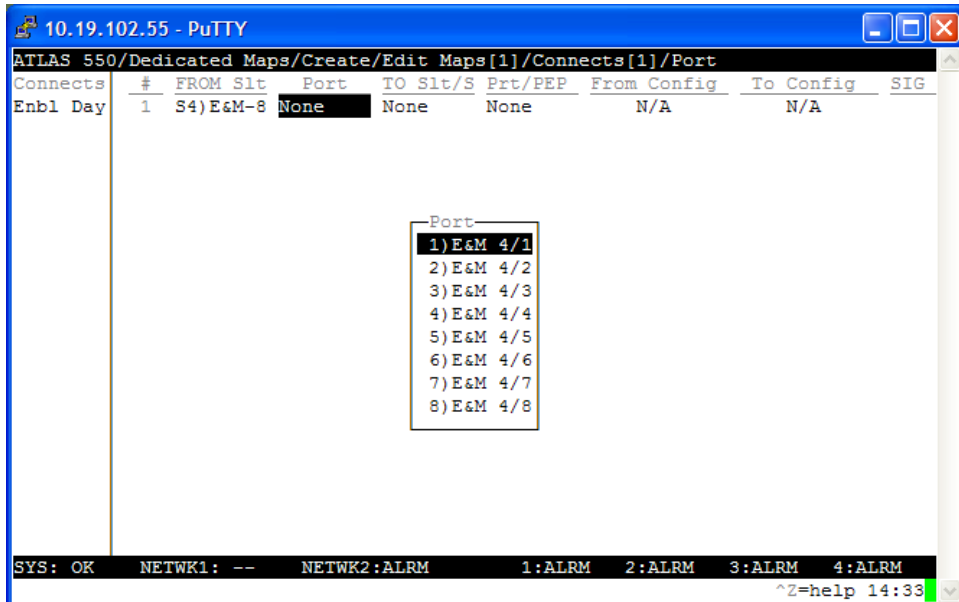 10.19.102.55 - PuTTY
ATLAS 550/Dedicated Maps/Create/Edit Maps[1]/Connects[1]/Port
Connects # FROM Slt Port TO Slt/S Prt/PEP From Config To Config SIG
Enbl Day 1 S4)E&M-8 None None None N/A N/A
Port
1)E&M 4/1
2)E&M 4/2
3)E&M 4/3
4)E&M 4/4
5)E&M 4/5
6)E&M 4/6
7)E&M 4/7
8)E&M 4/8
SYS: OK NETWK1: -- NETWK2:ALRM 1:ALRM 2:ALRM 3:ALRM 4:ALRM
^Z=help 14:33